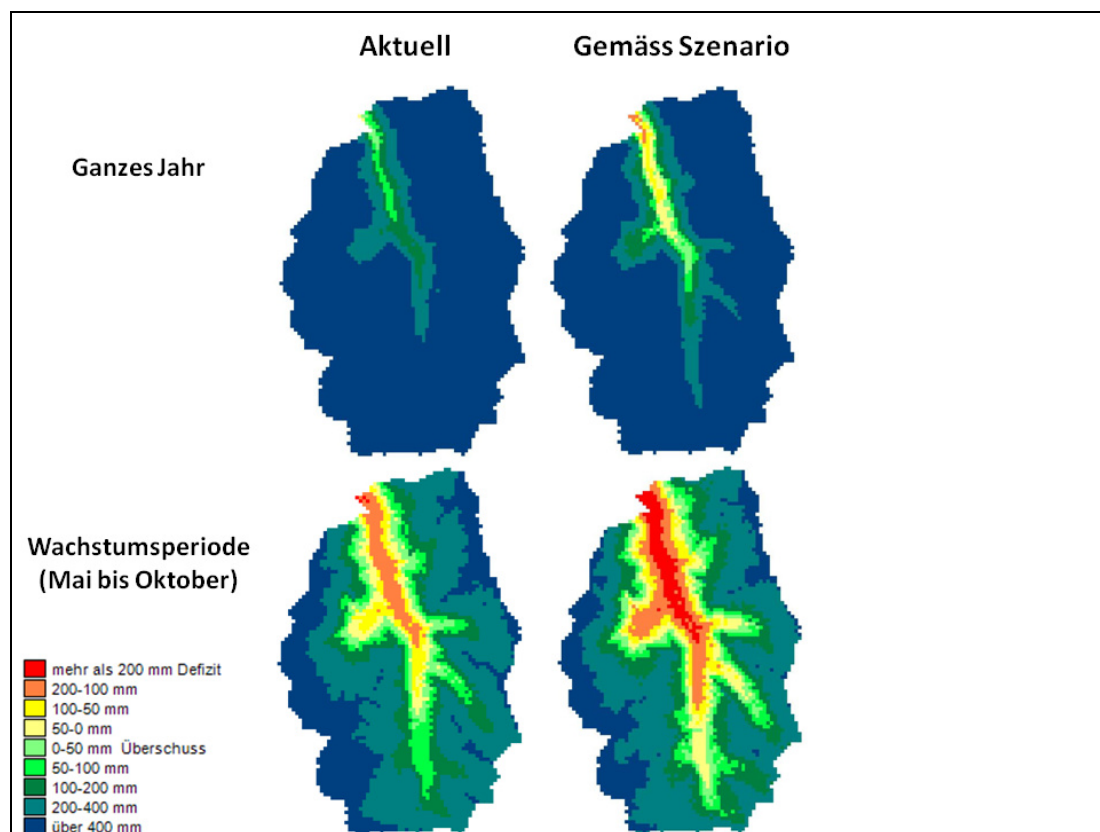 Aktuell
Gemäss Szenario
Ganzes Jahr
Wachstumsperiode
(Mai bis Oktober)
mehr als 200 mm Defizit
200-100 mm
100-50 mm
50-0 mm
0-50 mm Überschuss
50-100 mm
100-200 mm
200-400 mm
über 400 mm